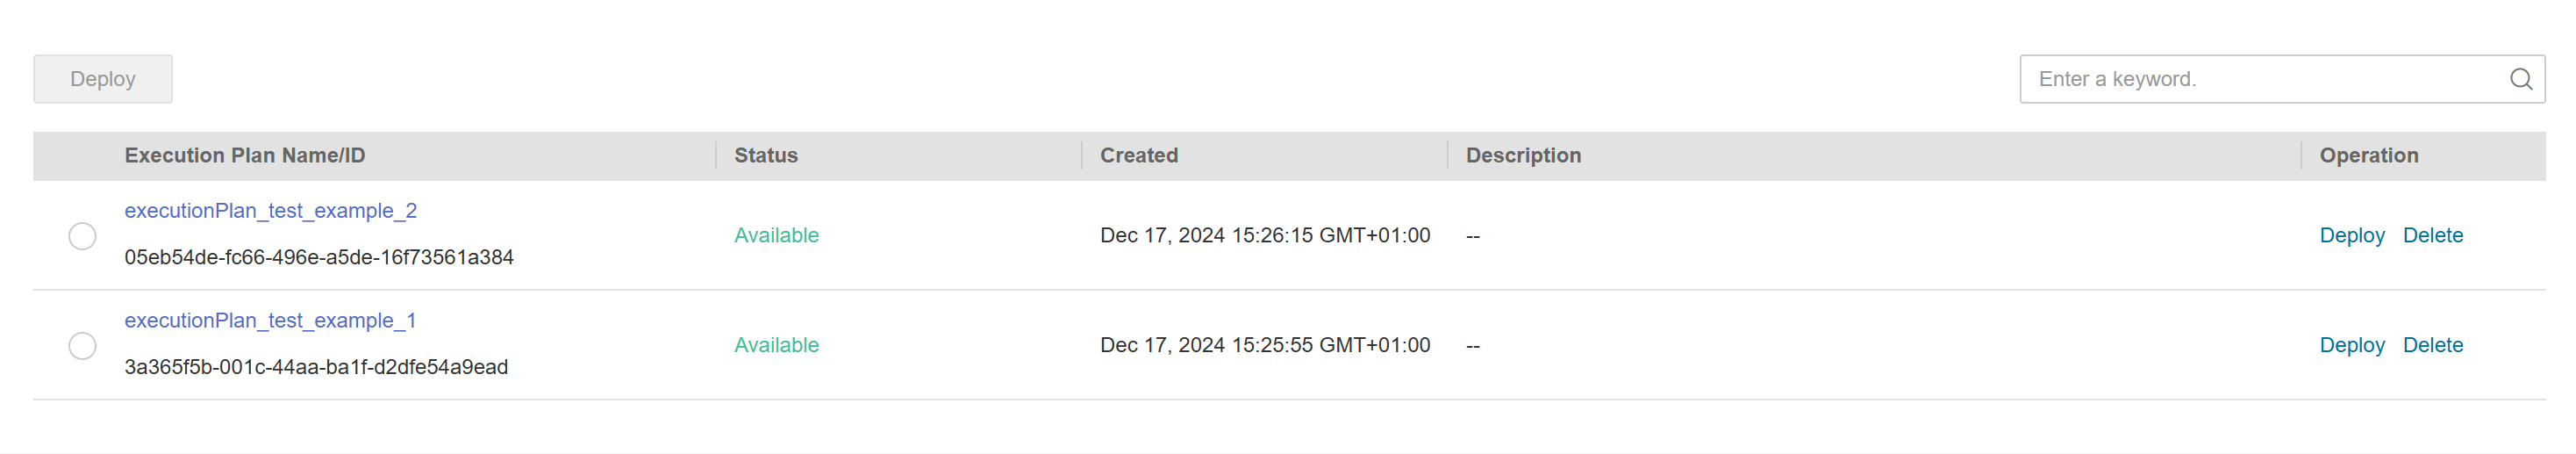 Deploy
Enter a keyword.
Execution Plan Name/ID Status Created Description Operation
executionPlan_test_example_2
05eb54de-fc66-496e-a5de-16f73561a384
Available Dec 17, 2024 15:26:15 GMT+01:00 -- Deploy Delete
executionPlan_test_example_1
3a365f5b-001c-44aa-ba1f-d2dfe54a9ead
Available Dec 17, 2024 15:25:55 GMT+01:00 -- Deploy Delete